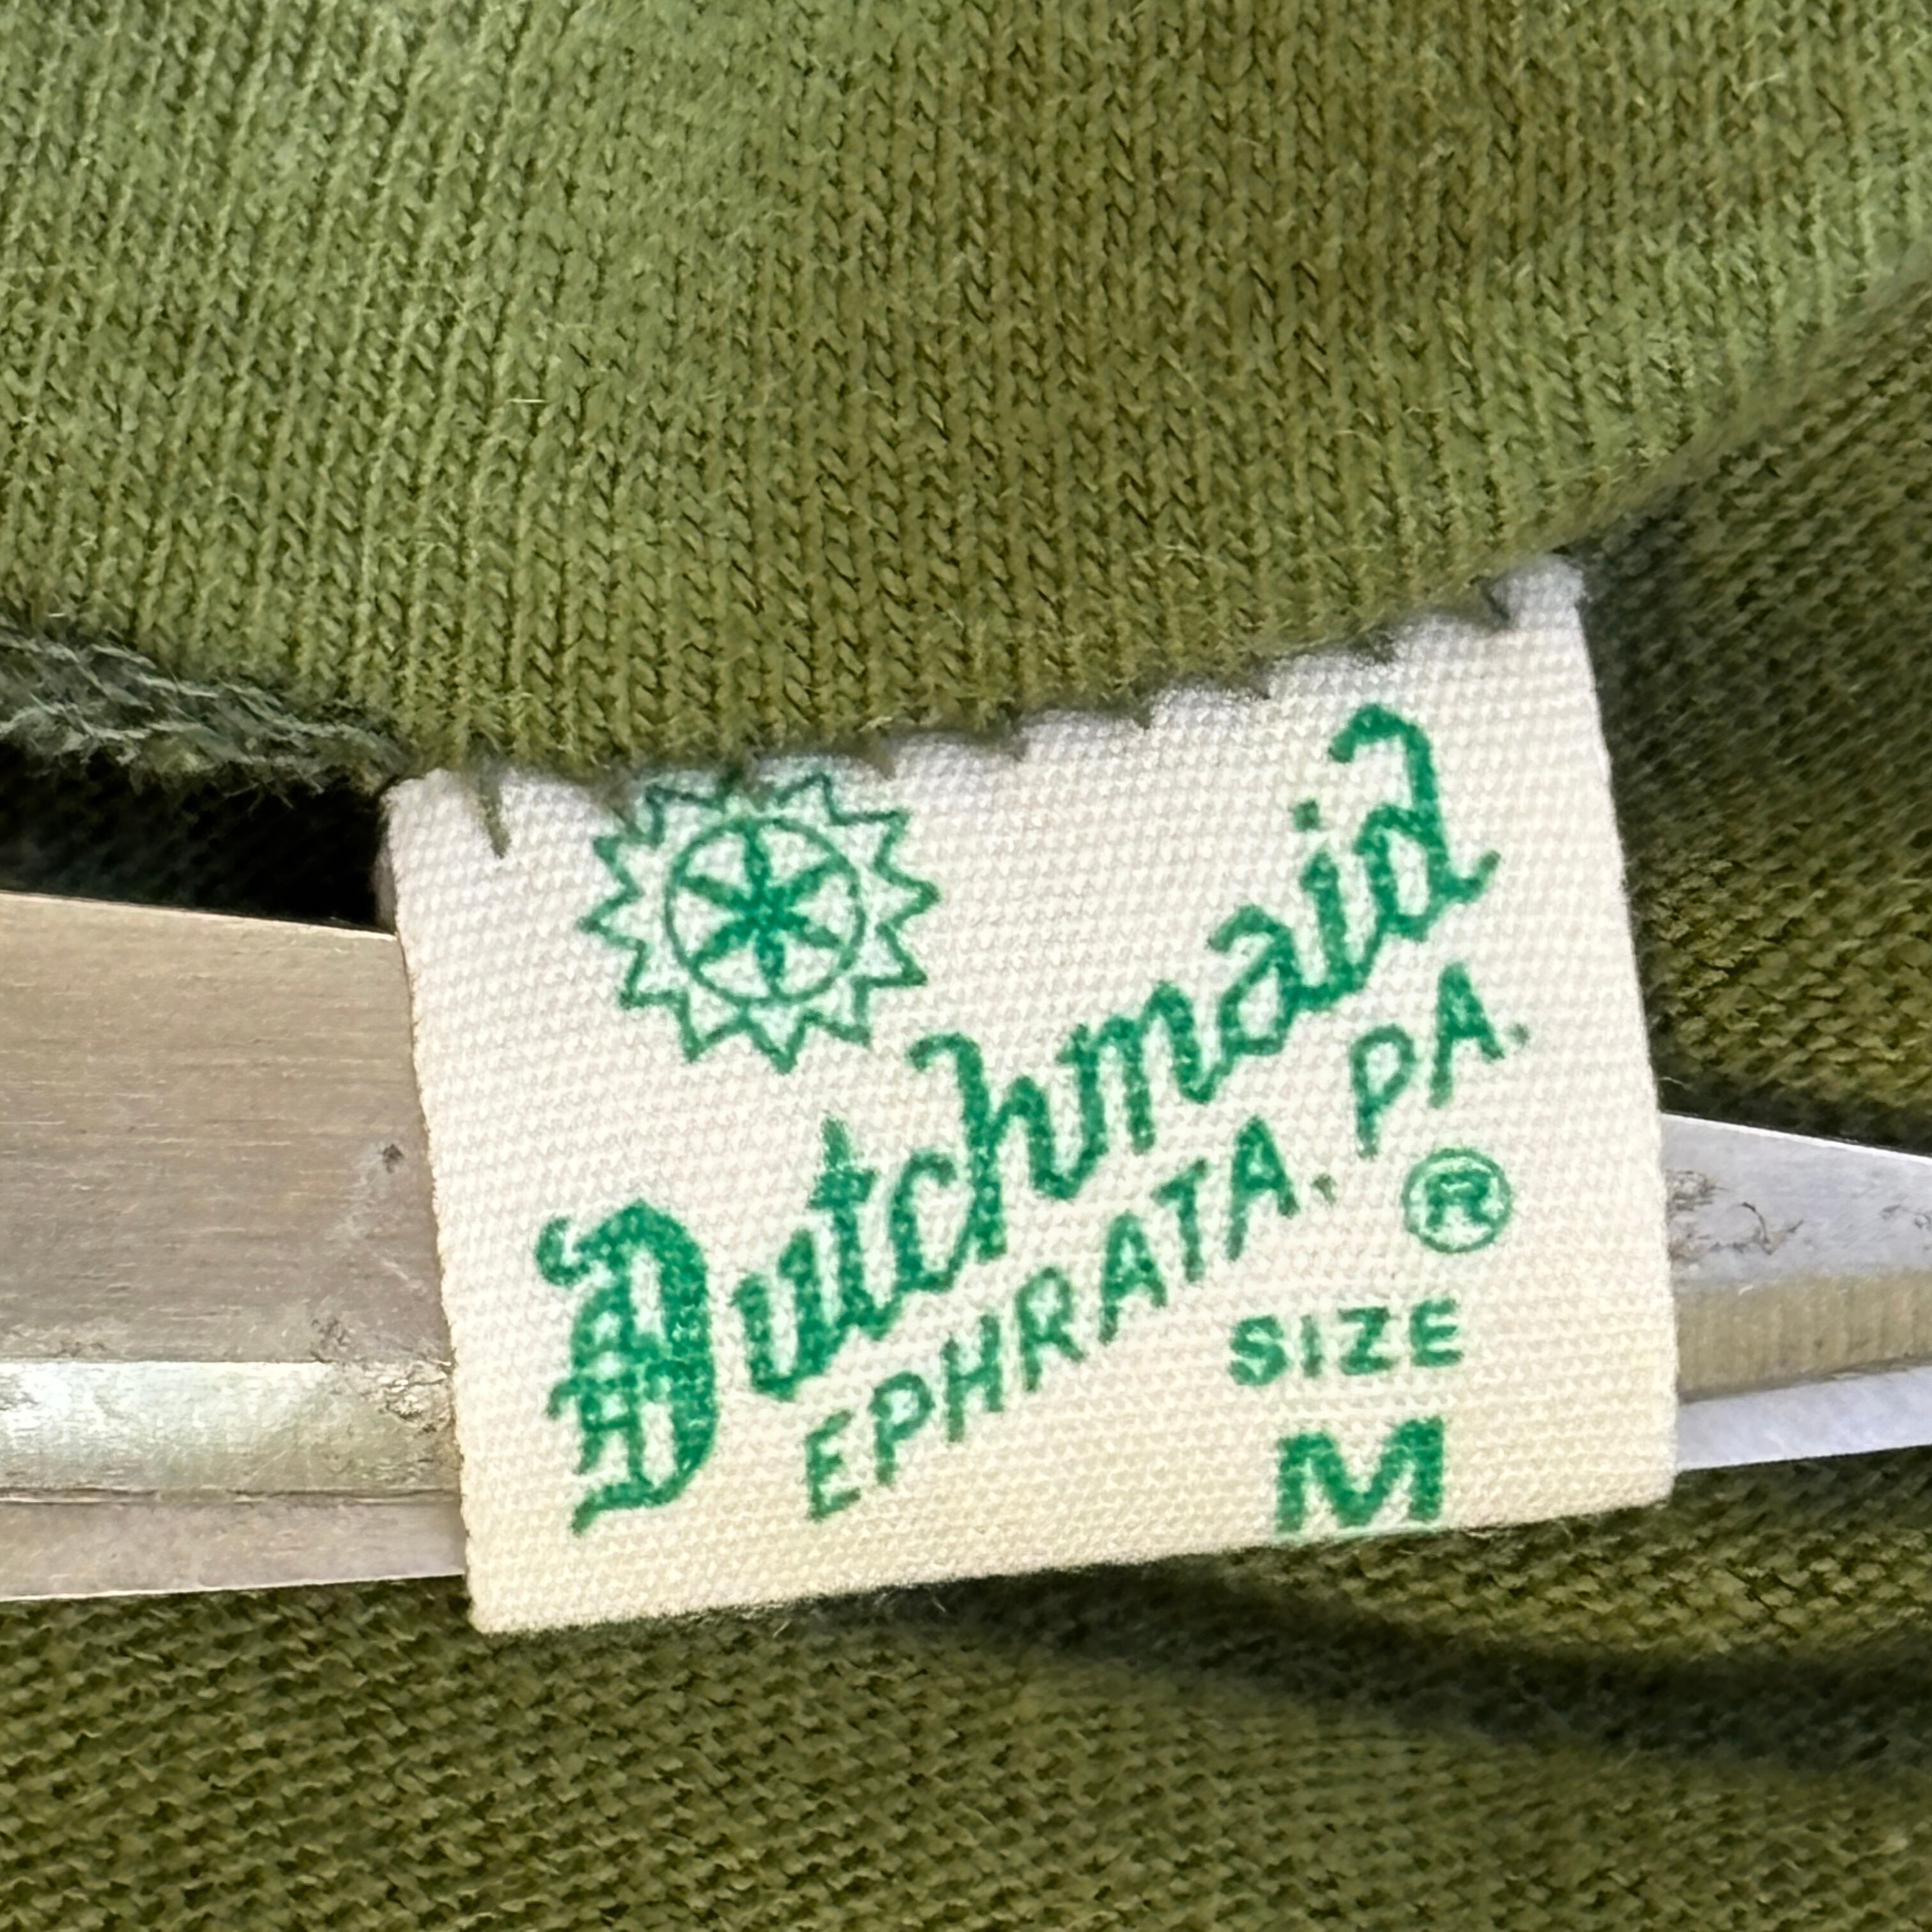 Dutchmaid
EPHRATA, PA.
®
SIZE
M